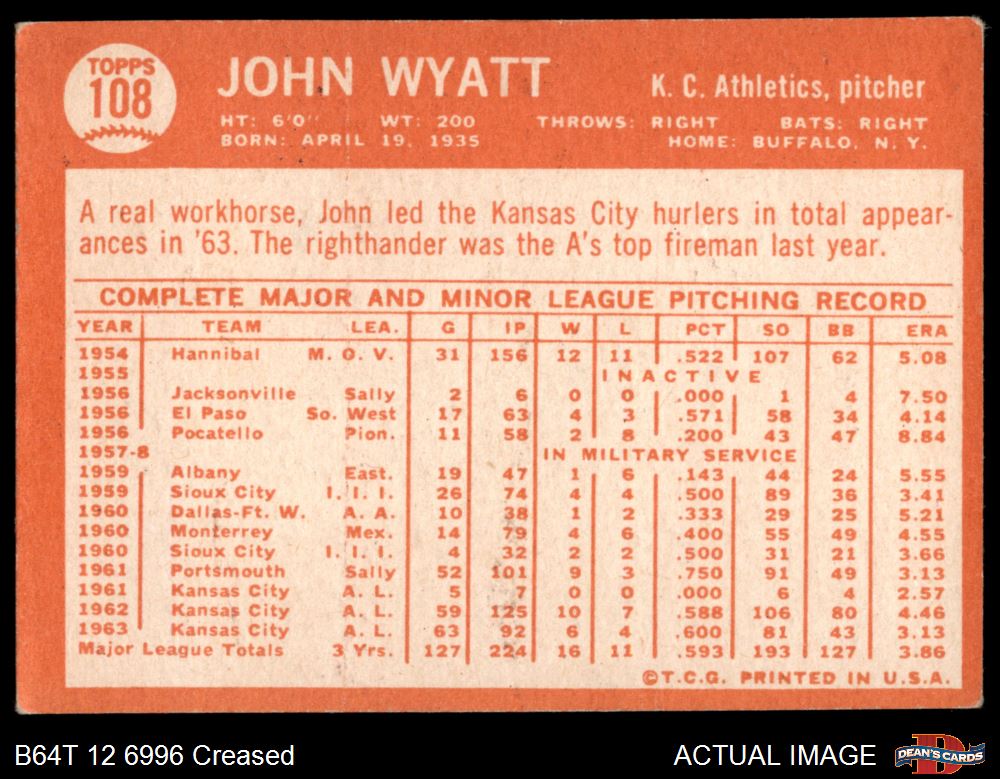 TOPPS
108
JOHN WYATT
K. C. Athletics, pitcher
HT: 6'0" WT: 200 THROWS: RIGHT BATS: RIGHT
BORN: APRIL 19, 1935 HOME: BUFFALO, N. Y.
A real workhorse, John led the Kansas City hurlers in total appear-
ances in '63. The righthander was the A's top fireman last year.
COMPLETE MAJOR AND MINOR LEAGUE PITCHING RECORD
YEAR TEAM LEA. G IP W L PCT SO BB ERA
1954 Hannibal M. O. V. 31 156 12 11 .522 107 62 5.08
1955 INACTIVE
1956 Jacksonville Sally 2 6 0 0 .000 1 4 7.50
1956 El Paso So. West 17 63 4 3 .571 58 34 4.14
1956 Pocatello Pion. 11 58 2 8 .200 43 47 8.84
1957-8 IN MILITARY SERVICE
1959 Albany East. 19 47 1 6 .143 44 24 5.55
1959 Sioux City I. I. I. 26 74 4 4 .500 89 36 3.41
1960 Dallas-Ft. W. A. A. 10 38 1 2 .333 29 25 5.21
1960 Monterrey Mex. 14 79 4 6 .400 55 49 4.55
1960 Sioux City I. I. I. 4 32 2 2 .500 31 21 3.66
1961 Portsmouth Sally 52 101 9 3 .750 91 49 3.13
1961 Kansas City A. L. 5 7 0 0 .000 6 4 2.57
1962 Kansas City A. L. 59 125 10 7 .588 106 80 4.46
1963 Kansas City A. L. 63 92 6 4 .600 81 43 3.13
Major League Totals 3 Yrs. 127 224 16 11 .593 193 127 3.86
©T.C.G. PRINTED IN U.S.A.
B64T 12 6996 Creased
ACTUAL IMAGE
D
DEAN'S CARDS